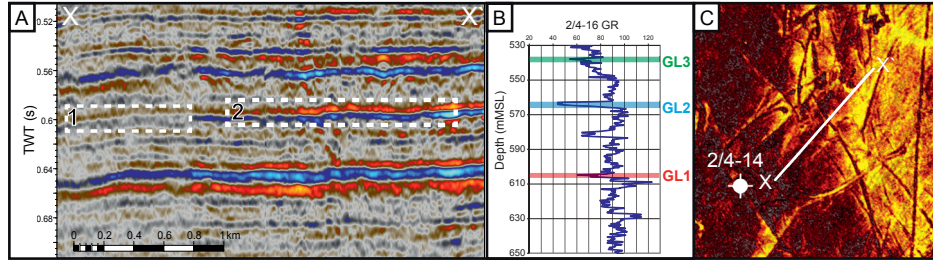 A
X
X
0.52
0.56
0.6
0.64
0.68
TWT (s)
1
2
0 0.2 0.4 0.6 0.8 1km
B
2/4-16 GR
20 40 60 80 100
530
550
570
590
610
630
650
Depth (mMSL)
GL3
GL2
GL1
C
X
2/4-14
X